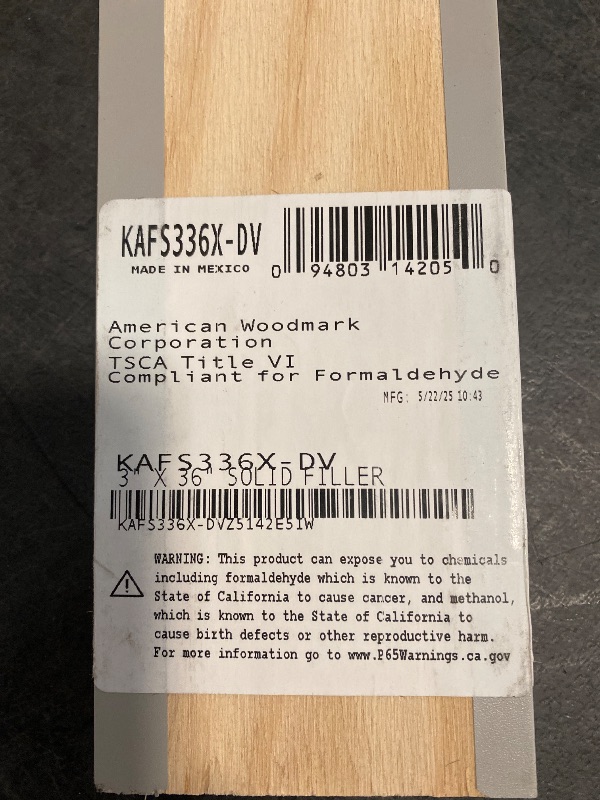 KAFS336X-DV
MADE IN MEXICO
0 94803 14205 0
American Woodmark
Corporation
TSCA Title VI
Compliant for Formaldehyde
MFG: 5/22/25 10:43
KAFS336X-DV
3" X 36" SOLID FILLER
KAFS336X-DVZ5142E5IW
WARNING: This product can expose you to chemicals
including formaldehyde which is known to the
State of California to cause cancer, and methanol,
which is known to the State of California to
cause birth defects or other reproductive harm.
For more information go to www.P65Warnings.ca.gov